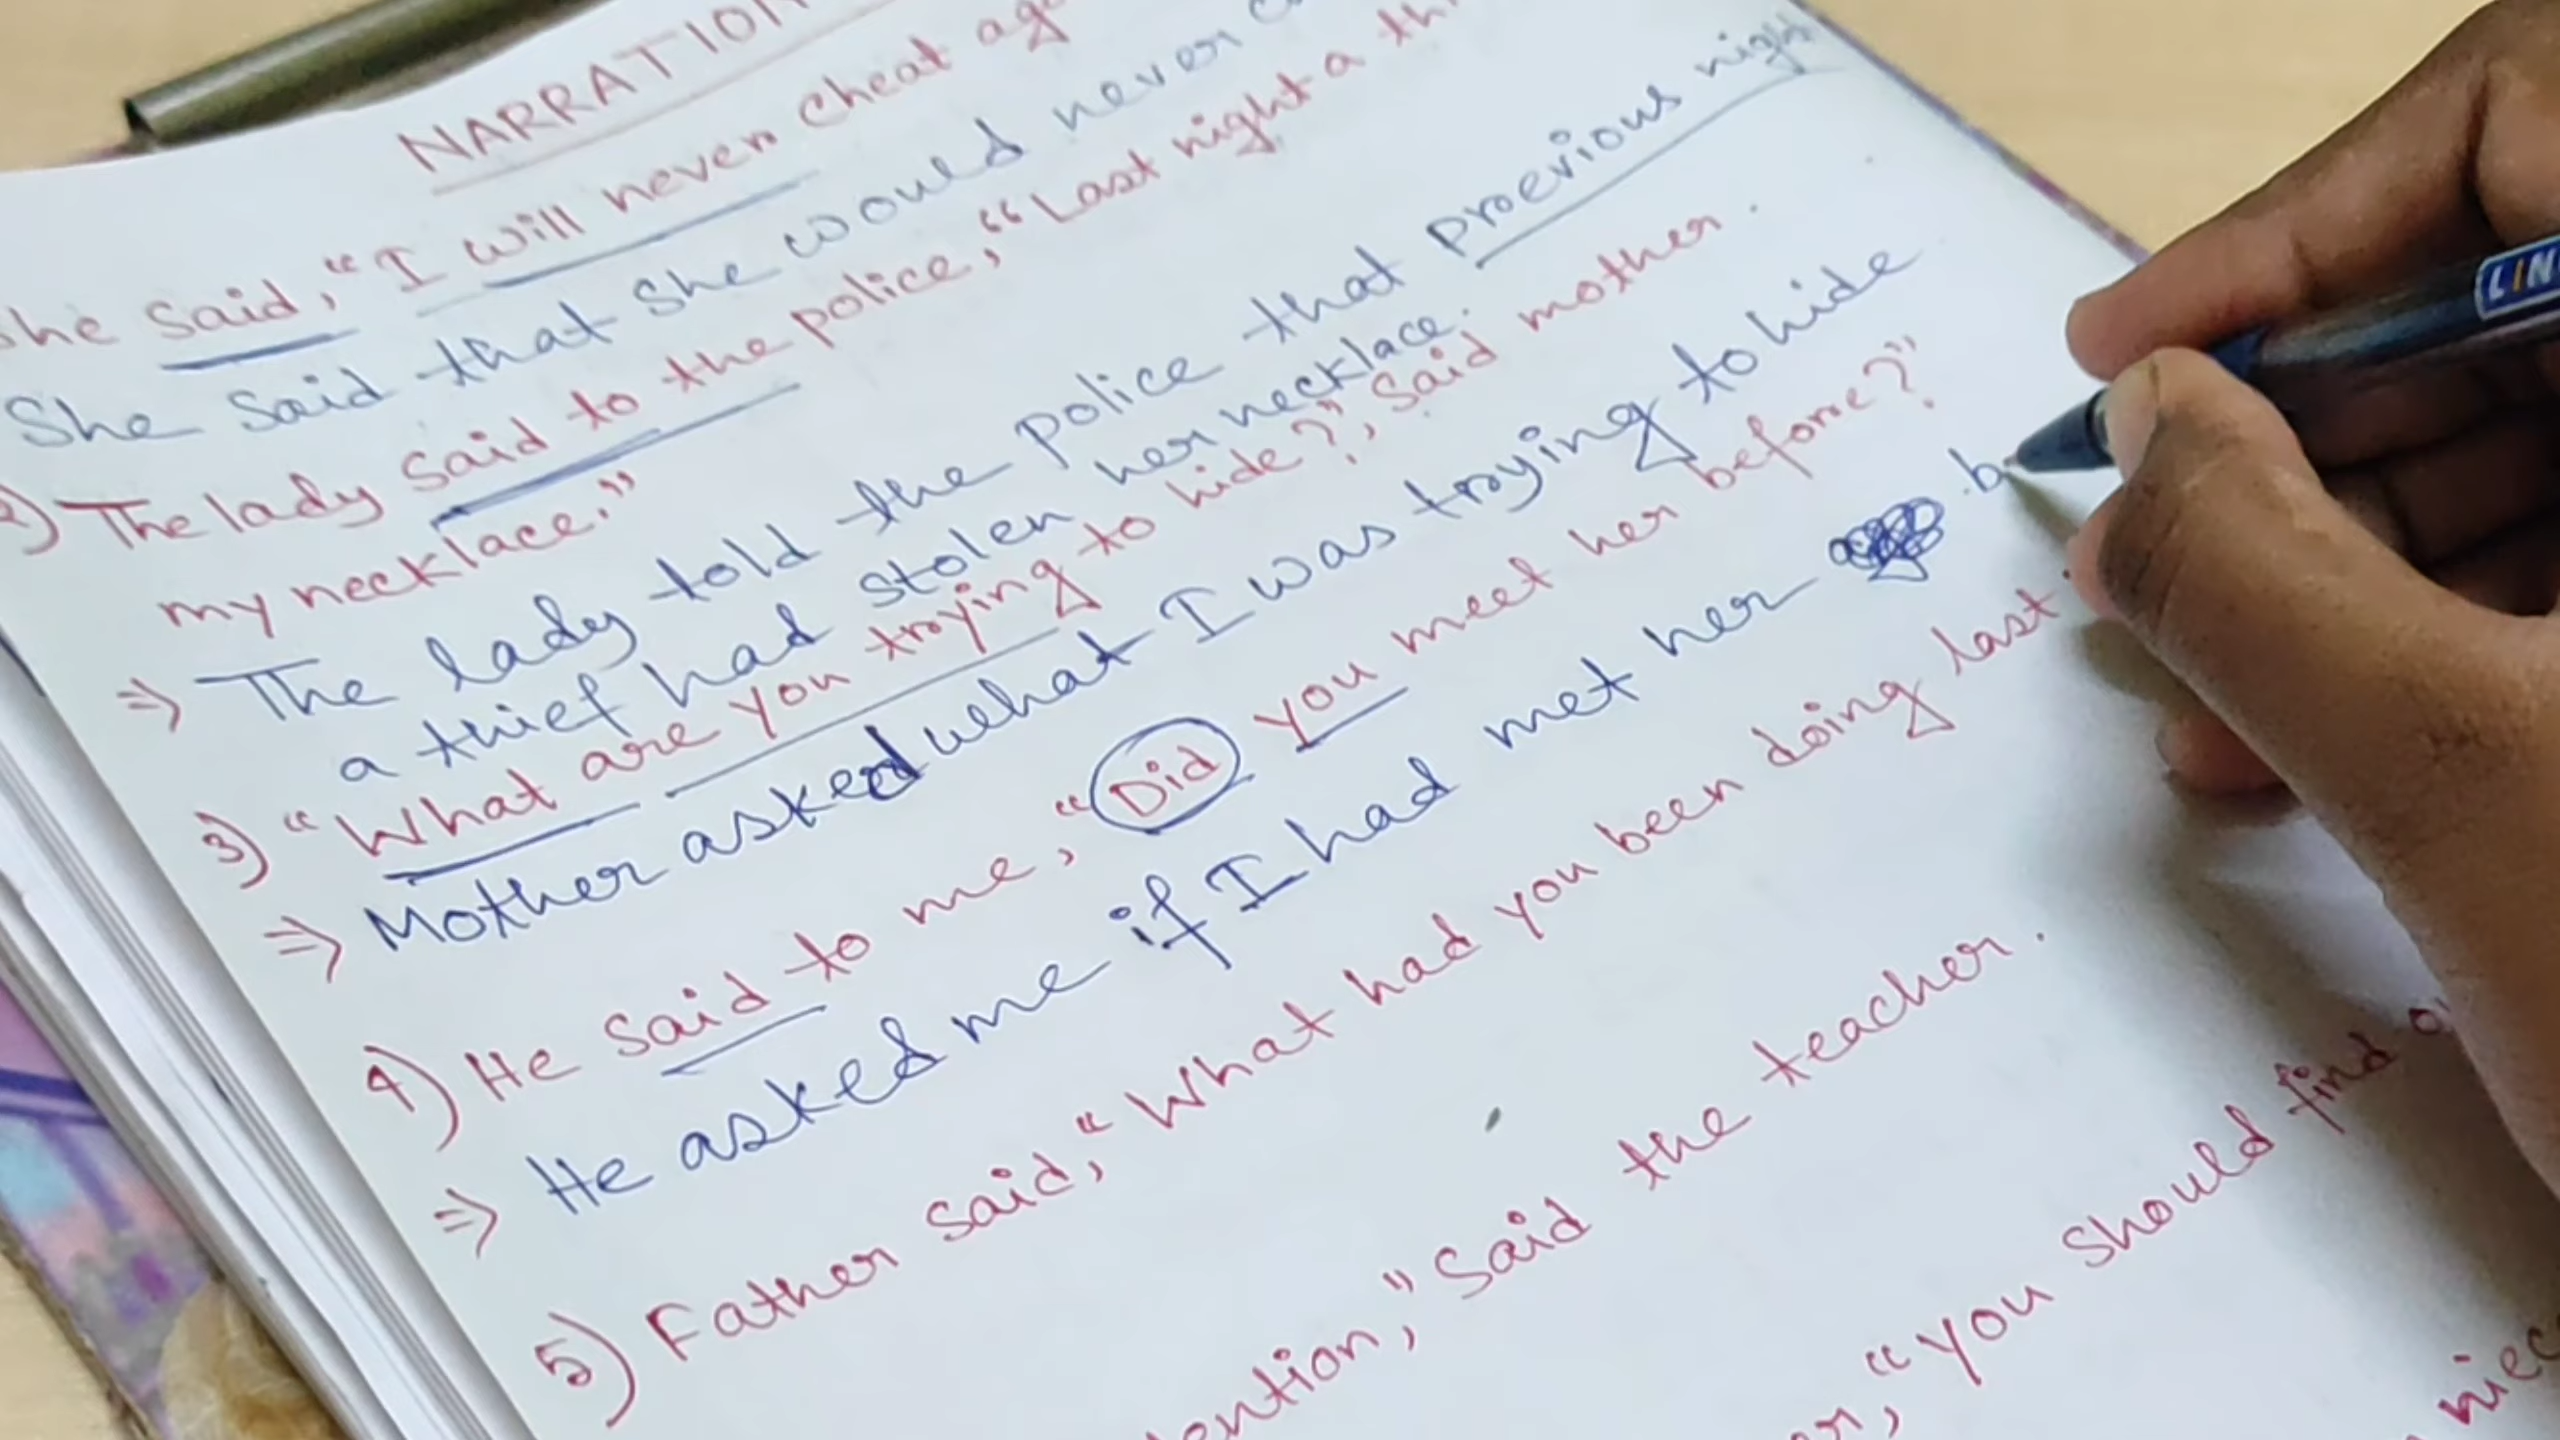 NARRATION
she said, "I will never cheat
She said that she would never
2) The lady said to the police, "Last night a
my necklace."
=> The lady told the police that previous night
a thief had stolen her necklace.
3) "What are you trying to hide?", said mother.
=> Mother asked what I was trying to hide
4) He said to me, "Did you meet her before?"
=> He asked me if I had met her b
5) Father said, "What had you been doing last
said the teacher.
"You should find
LIN